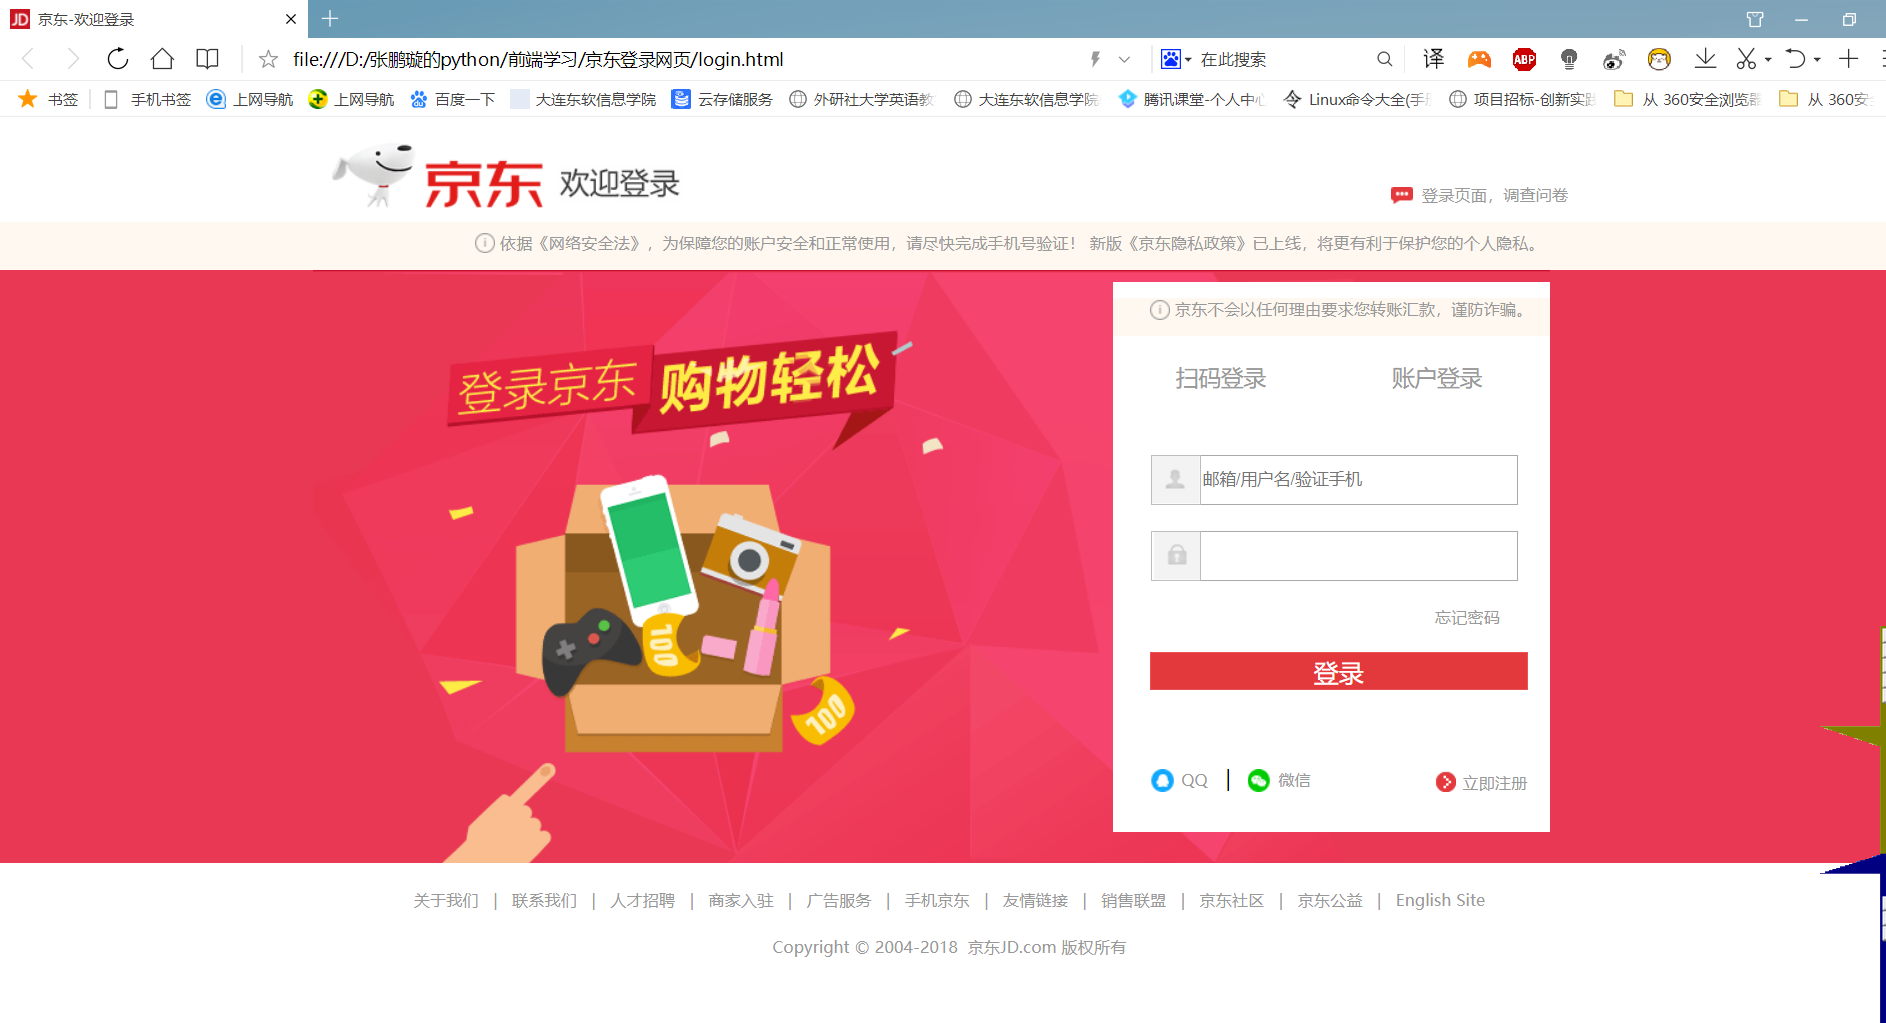 JD 京东-欢迎登录
file:///D:/张鹏璇的python/前端学习/京东登录网页/login.html
在此搜索
译
ABP
书签 手机书签 上网导航 上网导航 百度一下 大连东软信息学院 云存储服务 外研社大学英语教 大连东软信息学院 腾讯课堂-个人中心 Linux命令大全(手册 项目招标-创新实践 从 360安全浏览器 从 360安
京东 欢迎登录
登录页面，调查问卷
依据《网络安全法》，为保障您的账户安全和正常使用，请尽快完成手机号验证！ 新版《京东隐私政策》已上线，将更有利于保护您的个人隐私。
京东不会以任何理由要求您转账汇款，谨防诈骗。
登录京东 购物轻松
扫码登录 账户登录
邮箱/用户名/验证手机
忘记密码
100
登录
100
QQ | 微信 立即注册
关于我们 | 联系我们 | 人才招聘 | 商家入驻 | 广告服务 | 手机京东 | 友情链接 | 销售联盟 | 京东社区 | 京东公益 | English Site
Copyright © 2004-2018 京东JD.com 版权所有